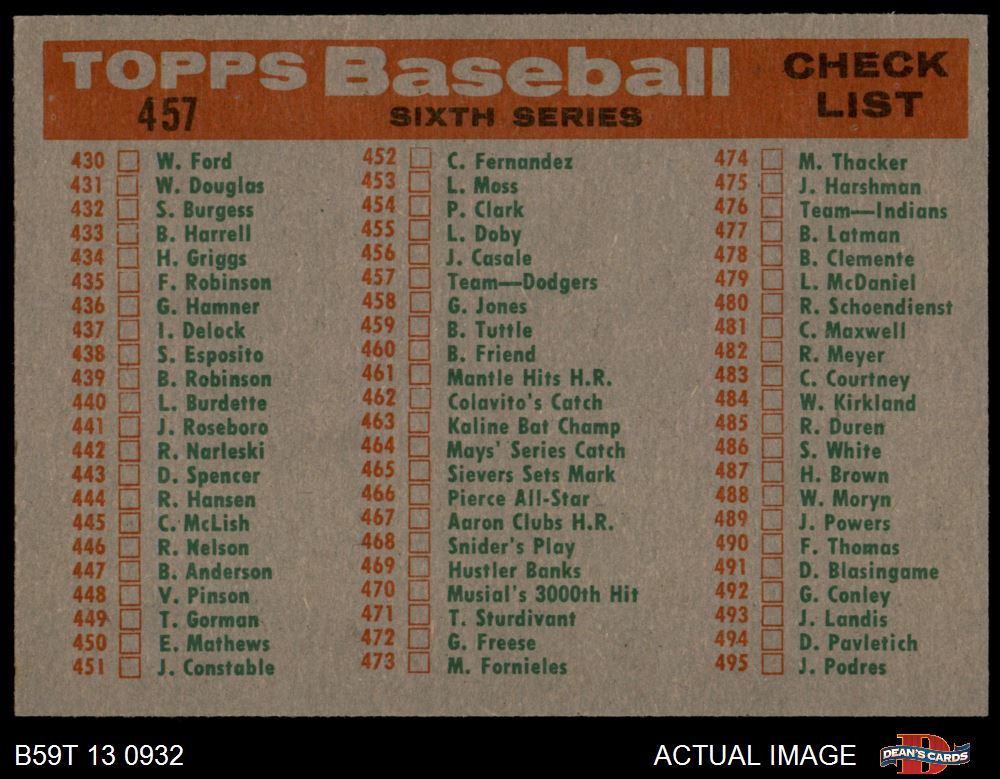 TOPPS Baseball CHECK
457 SIXTH SERIES LIST
430 W. Ford
431 W. Douglas
432 S. Burgess
433 B. Harrell
434 H. Griggs
435 F. Robinson
436 G. Hamner
437 I. Delock
438 S. Esposito
439 B. Robinson
440 L. Burdette
441 J. Roseboro
442 R. Narleski
443 D. Spencer
444 R. Hansen
445 C. McLish
446 R. Nelson
447 B. Anderson
448 V. Pinson
449 T. Gorman
450 E. Mathews
451 J. Constable
452 C. Fernandez
453 L. Moss
454 P. Clark
455 L. Doby
456 J. Casale
457 Team—Dodgers
458 G. Jones
459 B. Tuttle
460 B. Friend
461 Mantle Hits H.R.
462 Colavito's Catch
463 Kaline Bat Champ
464 Mays' Series Catch
465 Sievers Sets Mark
466 Pierce All-Star
467 Aaron Clubs H.R.
468 Snider's Play
469 Hustler Banks
470 Musial's 3000th Hit
471 T. Sturdivant
472 G. Freese
473 M. Fornieles
474 M. Thacker
475 J. Harshman
476 Team—Indians
477 B. Latman
478 B. Clemente
479 L. McDaniel
480 R. Schoendienst
481 C. Maxwell
482 R. Meyer
483 C. Courtney
484 W. Kirkland
485 R. Duren
486 S. White
487 H. Brown
488 W. Moryn
489 J. Powers
490 F. Thomas
491 D. Blasingame
492 G. Conley
493 J. Landis
494 D. Pavletich
495 J. Podres
B59T 13 0932 ACTUAL IMAGE DEAN'S CARDS